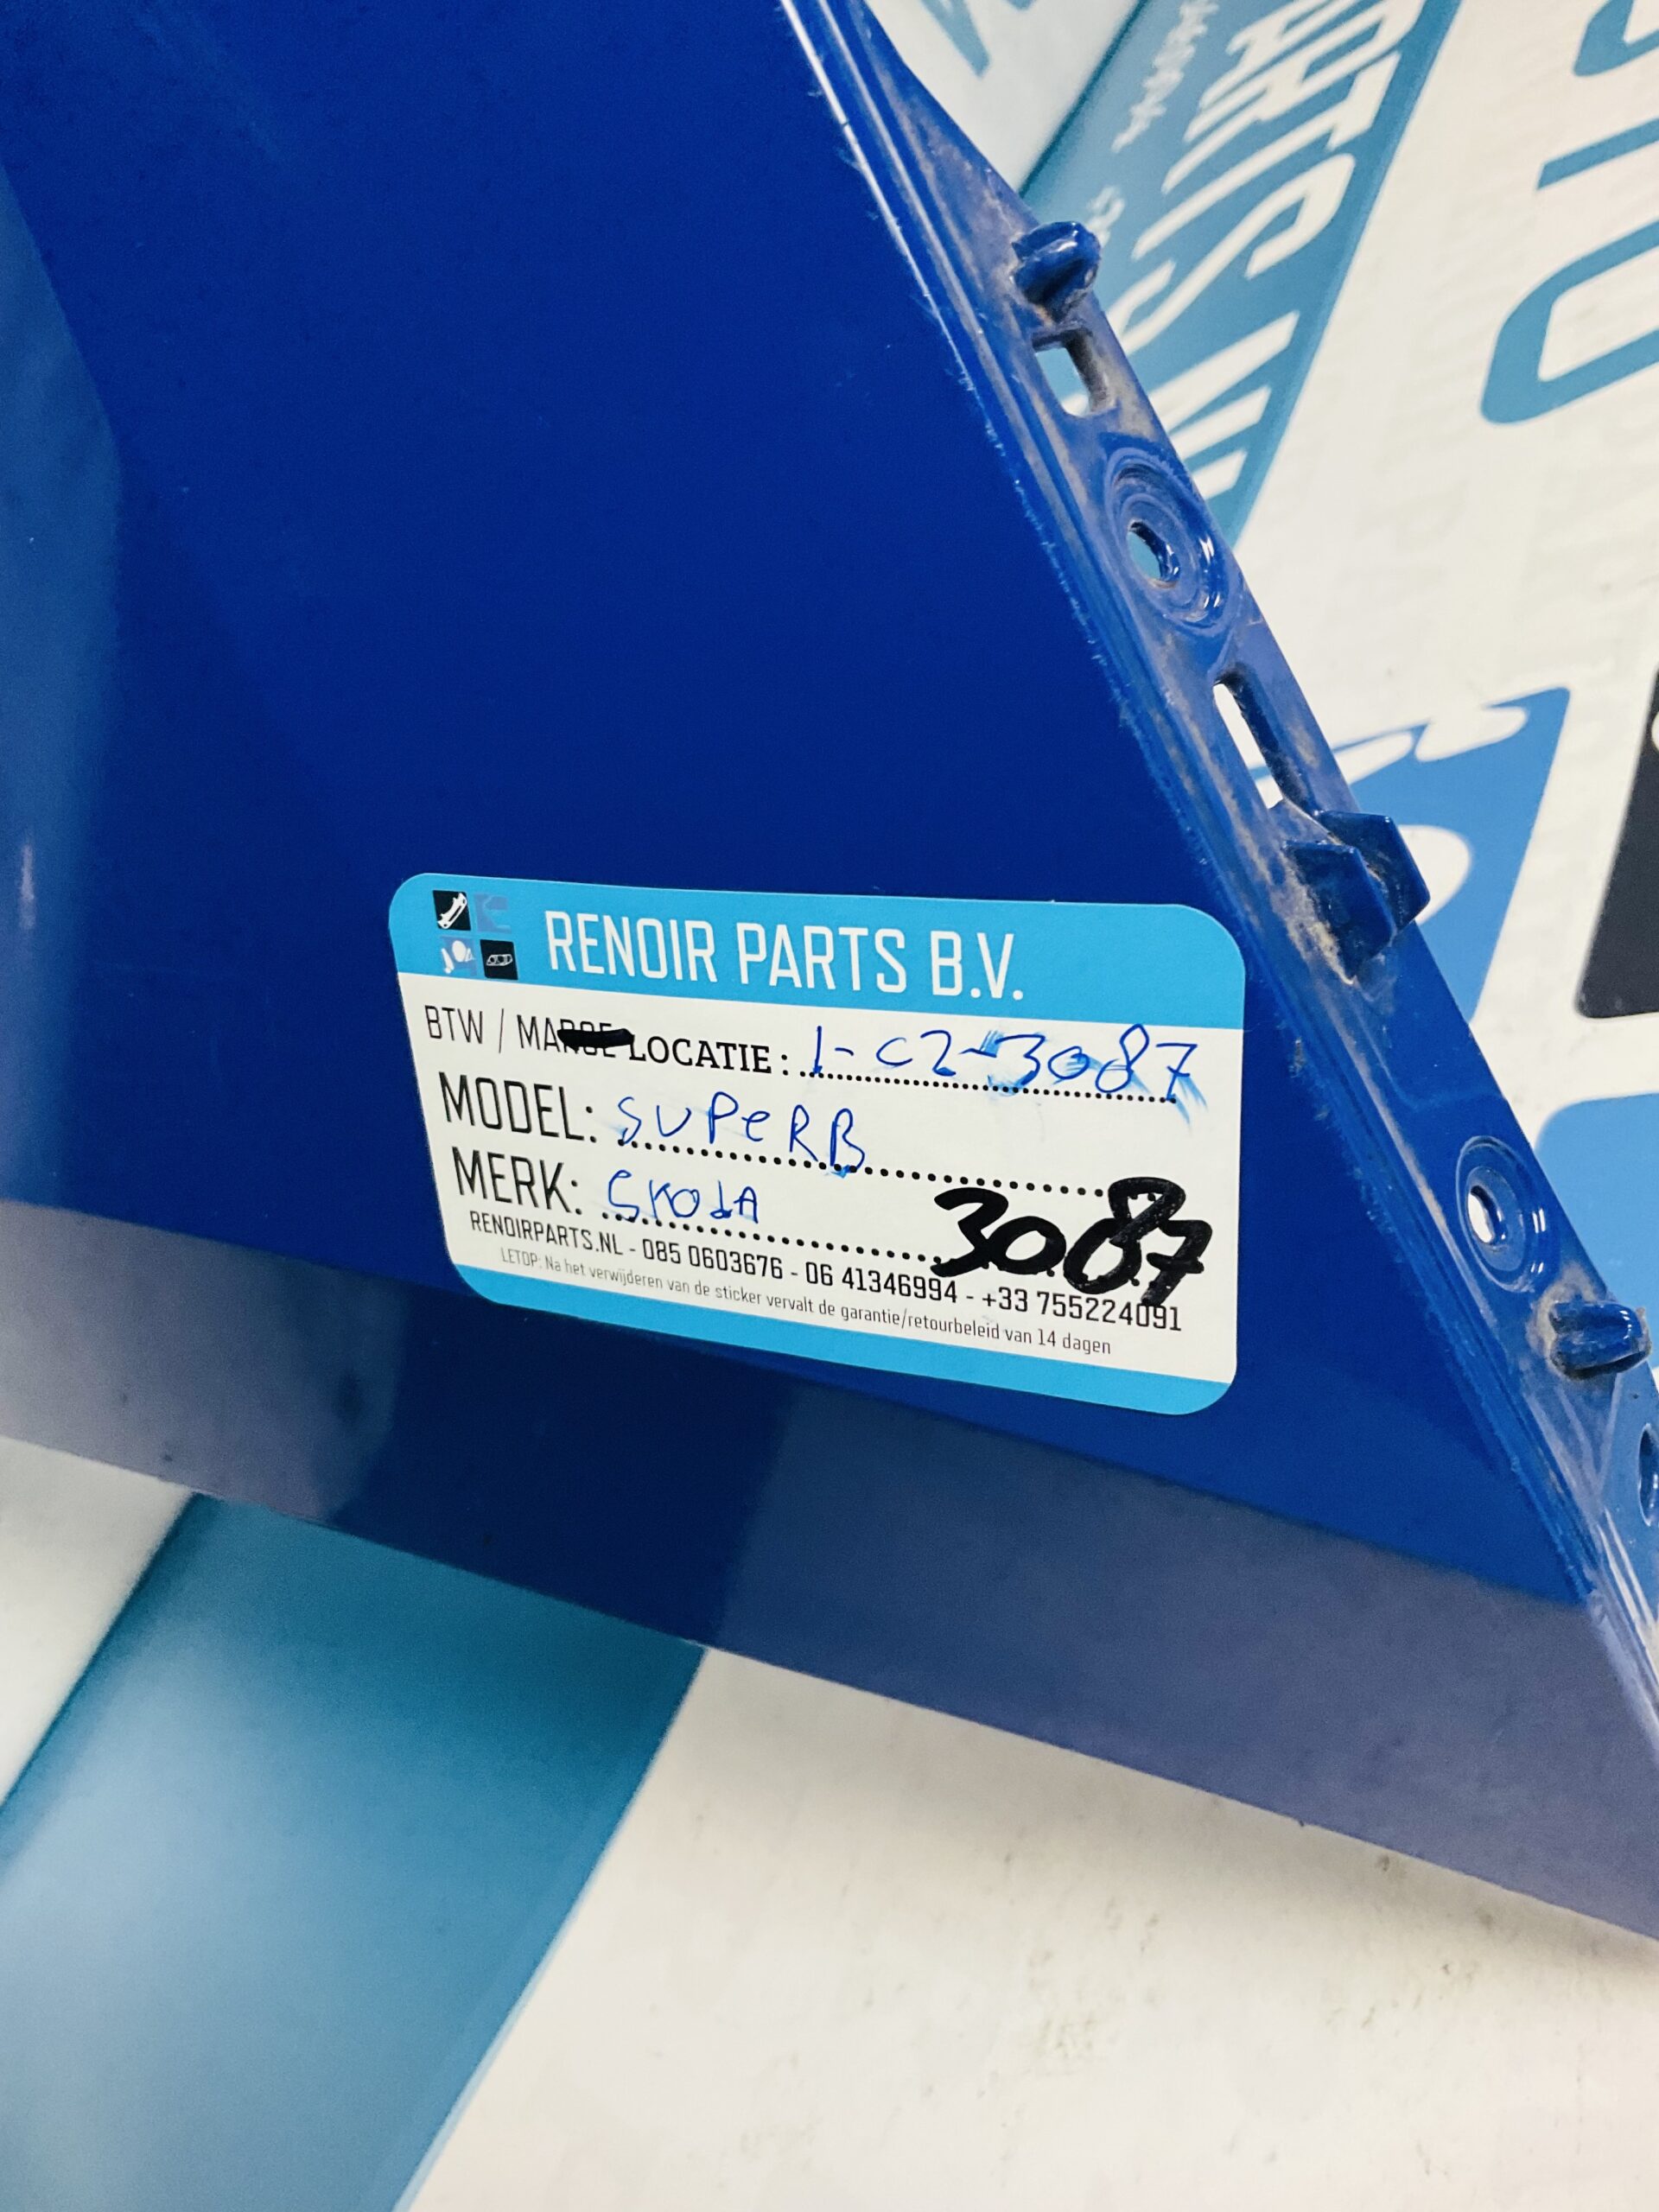 RENOIR PARTS B.V.
BTW / MARGE LOCATIE: 1-C2-3087
MODEL: SUPeRB
MERK: SKOdA
3087
RENOIRPARTS.NL - 085 0603676 - 06 41346994 - +33 755224091
LETOP: Na het verwijderen van de sticker vervalt de garantie/retourbeleid van 14 dagen